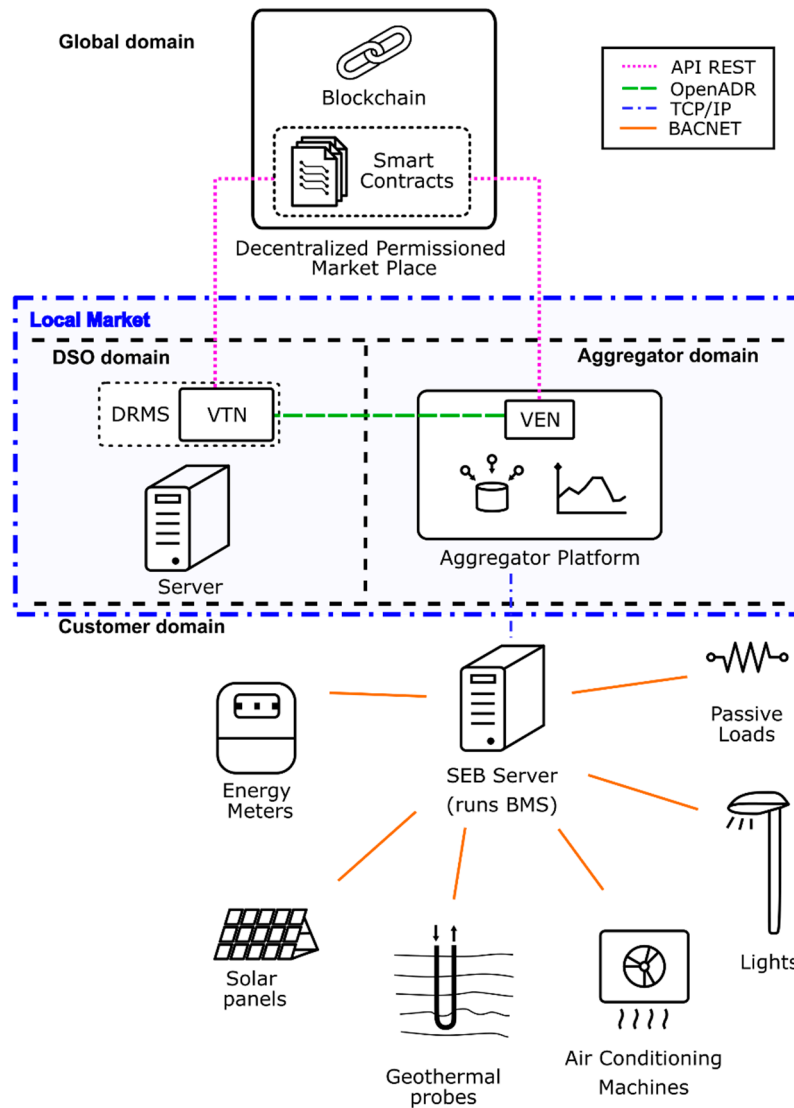 Global domain
Blockchain
Smart
Contracts
Decentralized Permissioned
Market Place
API REST
OpenADR
TCP/IP
BACNET
Local Market
DSO domain
Aggregator domain
DRMS
VTN
VEN
Server
Aggregator Platform
Customer domain
Energy
Meters
SEB Server
(runs BMS)
Passive
Loads
Solar
panels
Geothermal
probes
Air Conditioning
Machines
Lights